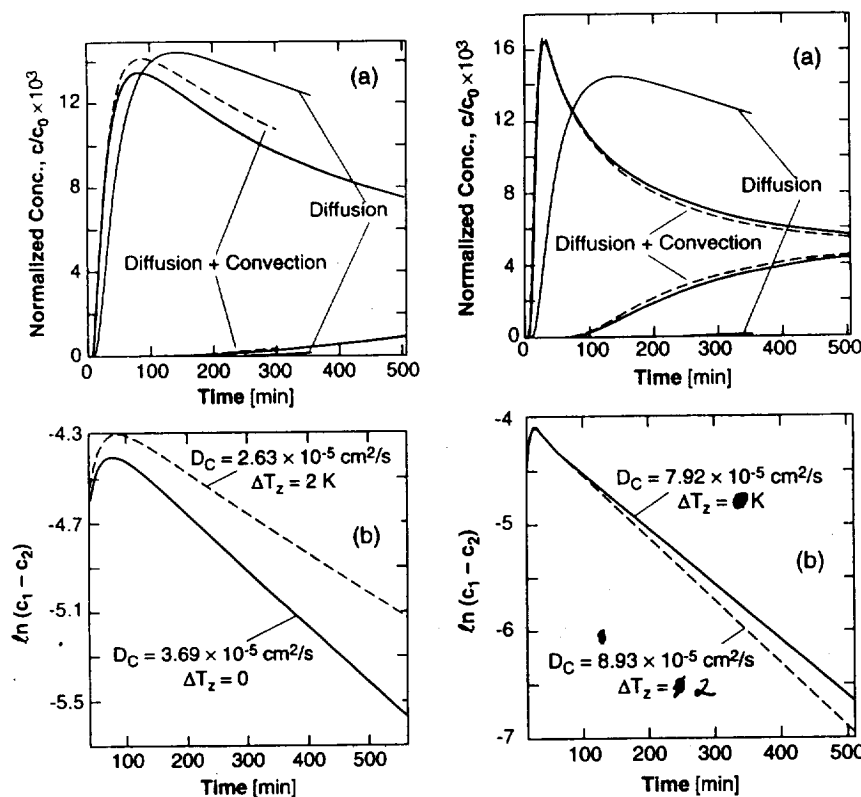 Normalized Conc., c/c₀ × 10³
(a)
12
8
4
0
Diffusion
Diffusion + Convection
0 100 200 300 400 500
Time [min]
Normalized Conc., c/c₀ × 10³
(a)
16
12
8
4
0
Diffusion
Diffusion + Convection
0 100 200 300 400 500
Time [min]
ℓn (c₁ − c₂)
-4.3
-4.7
-5.1
-5.5
D_C = 2.63 × 10⁻⁵ cm²/s
ΔT_z = 2 K
(b)
D_C = 3.69 × 10⁻⁵ cm²/s
ΔT_z = 0
100 200 300 400 500
Time [min]
ℓn (c₁ − c₂)
-4
-5
-6
-7
D_C = 7.92 × 10⁻⁵ cm²/s
ΔT_z = K
(b)
D_C = 8.93 × 10⁻⁵ cm²/s
ΔT_z = 2
100 200 300 400 500
Time [min]